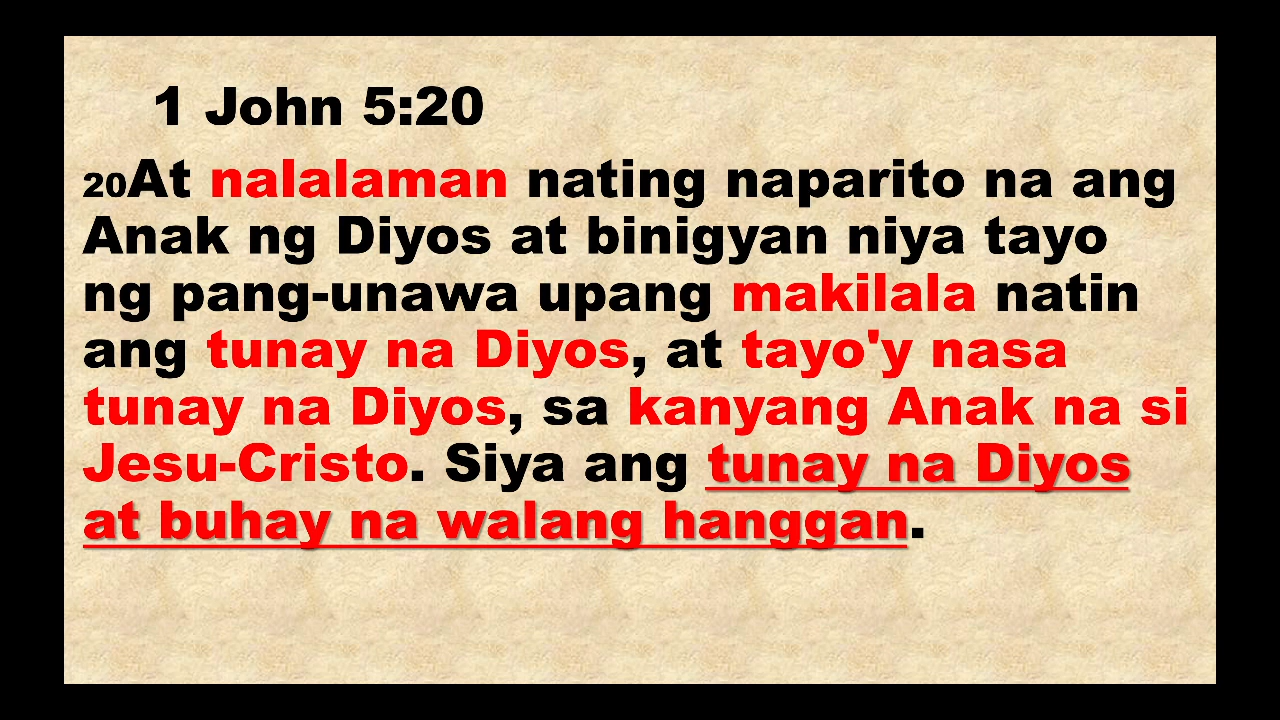 1 John 5:20
20At nalalaman nating naparito na ang
Anak ng Diyos at binigyan niya tayo
ng pang-unawa upang makilala natin
ang tunay na Diyos, at tayo'y nasa
tunay na Diyos, sa kanyang Anak na si
Jesu-Cristo. Siya ang tunay na Diyos
at buhay na walang hanggan.